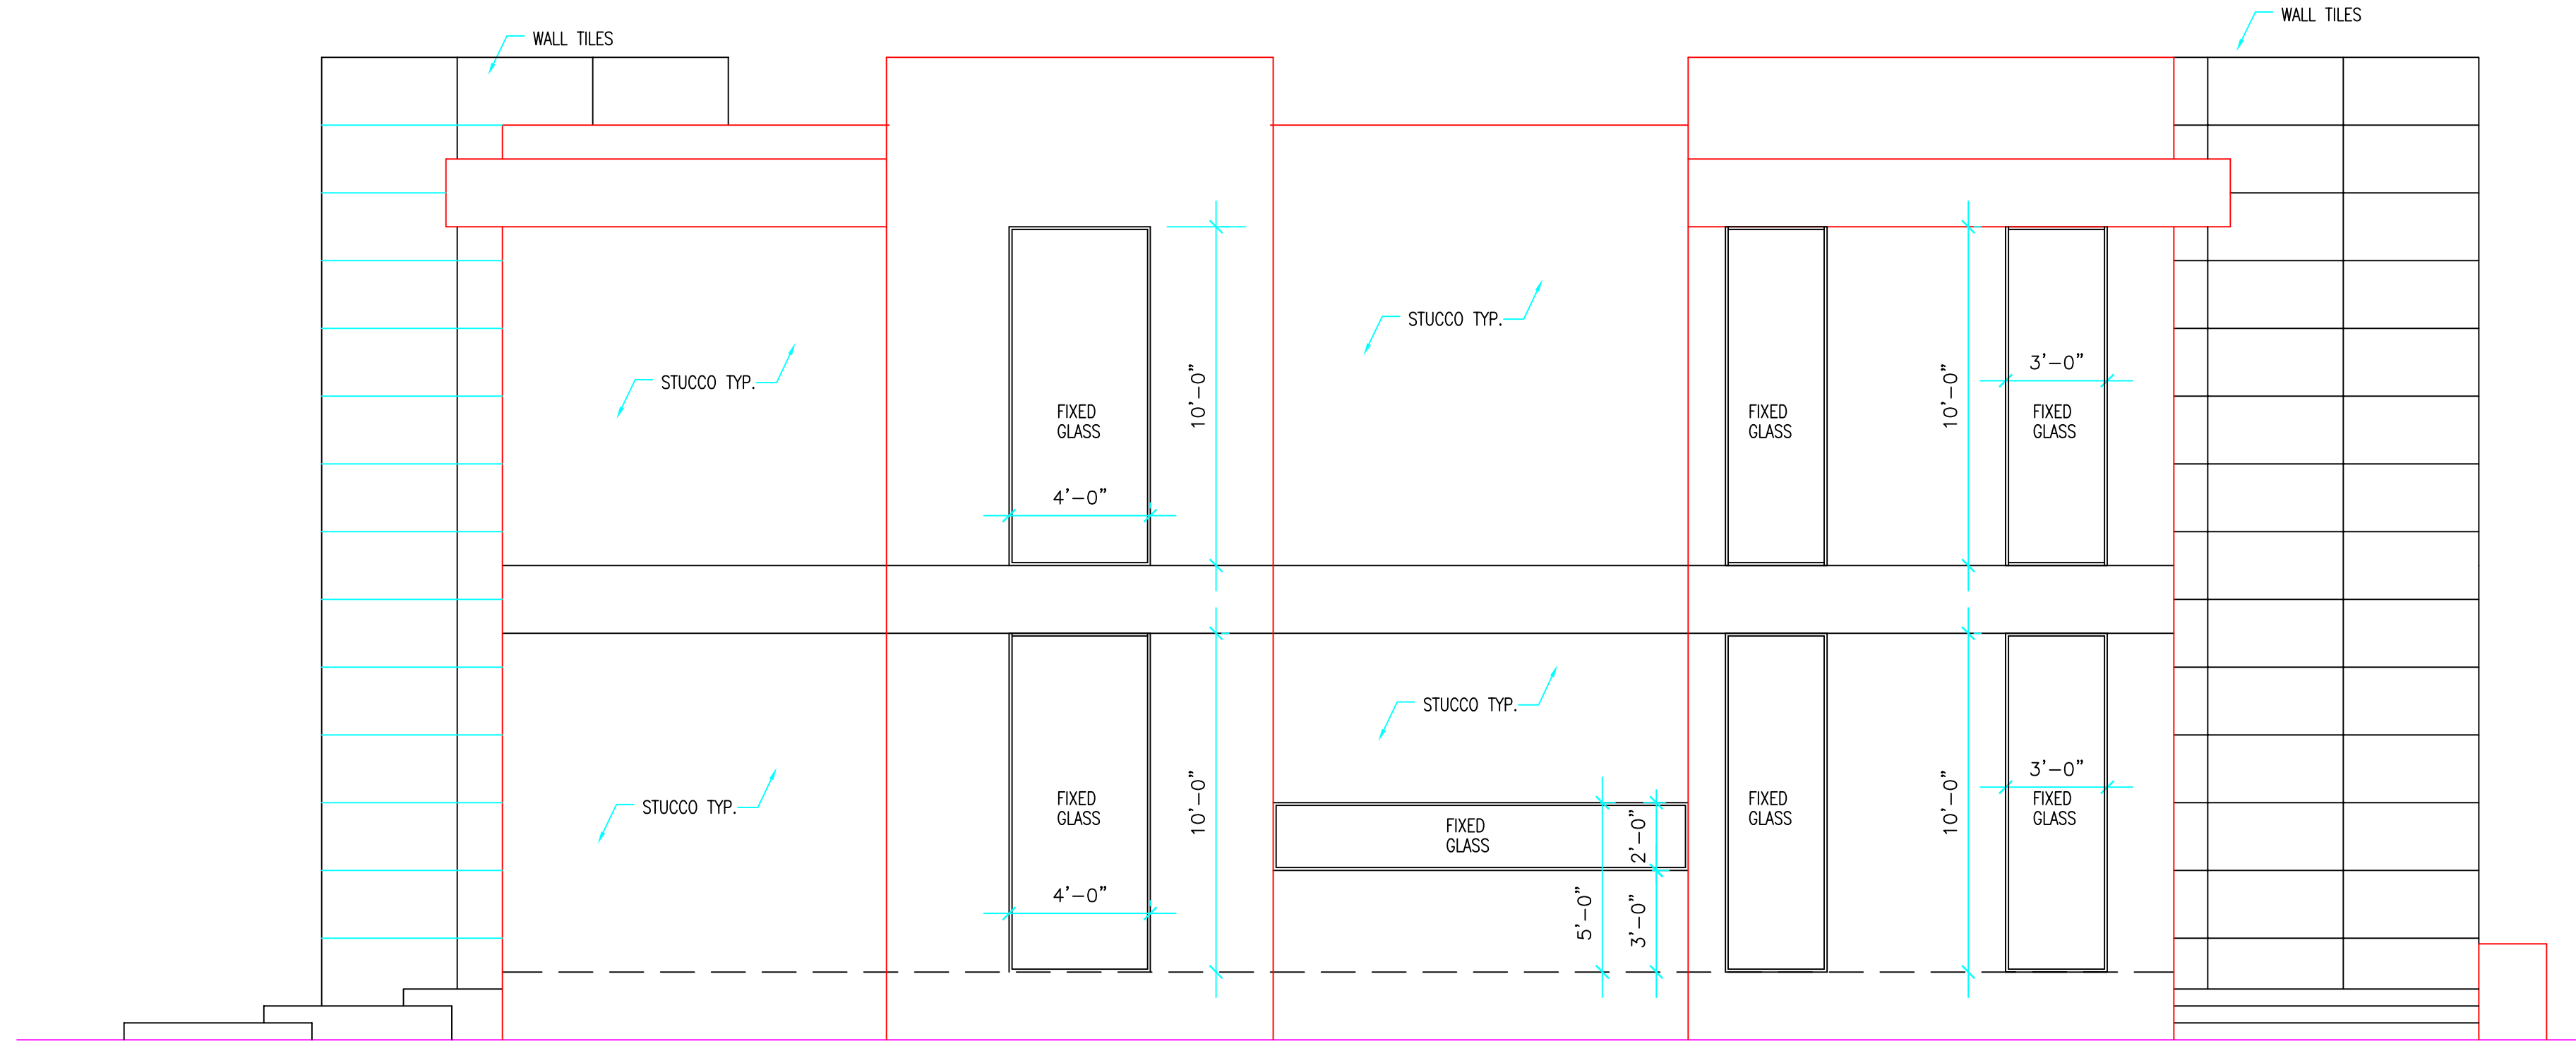 WALL TILES
WALL TILES
STUCCO TYP.
STUCCO TYP.
10'-0"
10'-0"
3'-0"
FIXED
GLASS
FIXED
GLASS
FIXED
GLASS
4'-0"
STUCCO TYP.
STUCCO TYP.
10'-0"
10'-0"
3'-0"
FIXED
GLASS
FIXED
GLASS
FIXED
GLASS
FIXED
GLASS
2'-0"
4'-0"
5'-0"
3'-0"